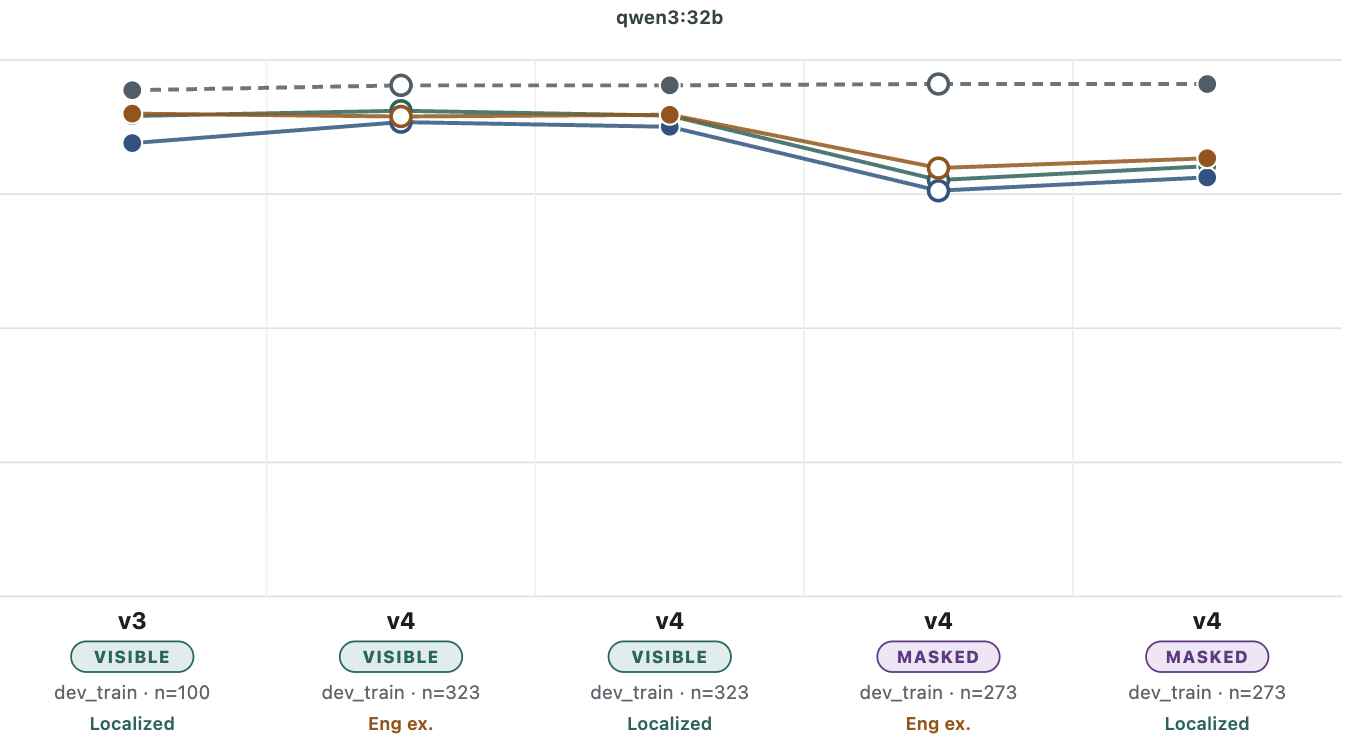 qwen3:32b
v3 v4 v4 v4 v4
VISIBLE VISIBLE VISIBLE MASKED MASKED
dev_train · n=100 dev_train · n=323 dev_train · n=323 dev_train · n=273 dev_train · n=273
Localized Eng ex. Localized Eng ex. Localized